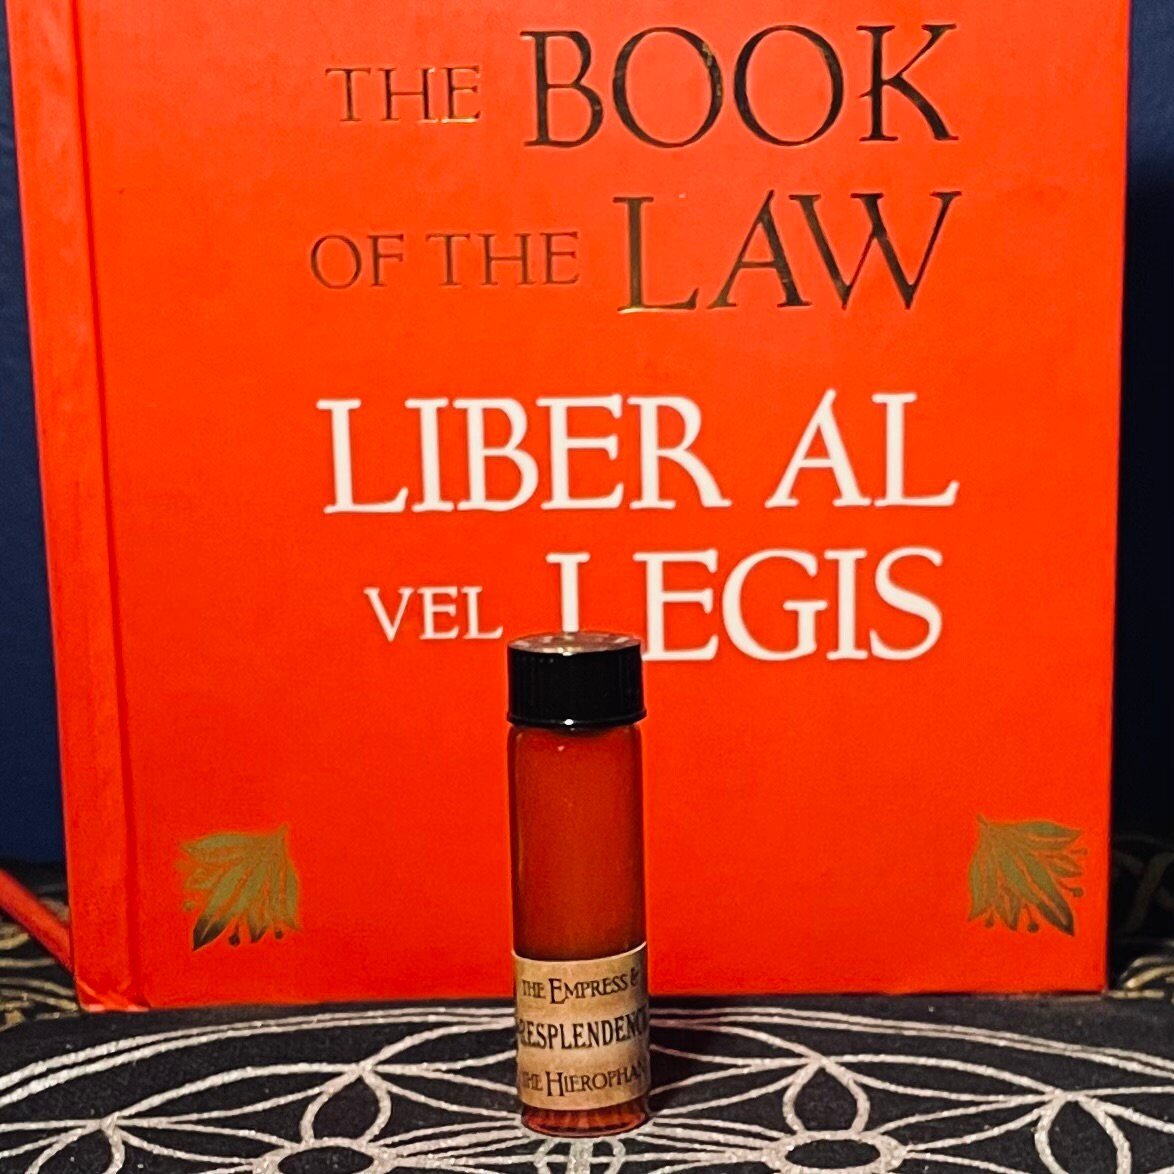 THE BOOK
OF THE LAW
LIBER AL
VEL LEGIS
THE EMPRESS &
RESPLENDENC
THE HIEROPHAN